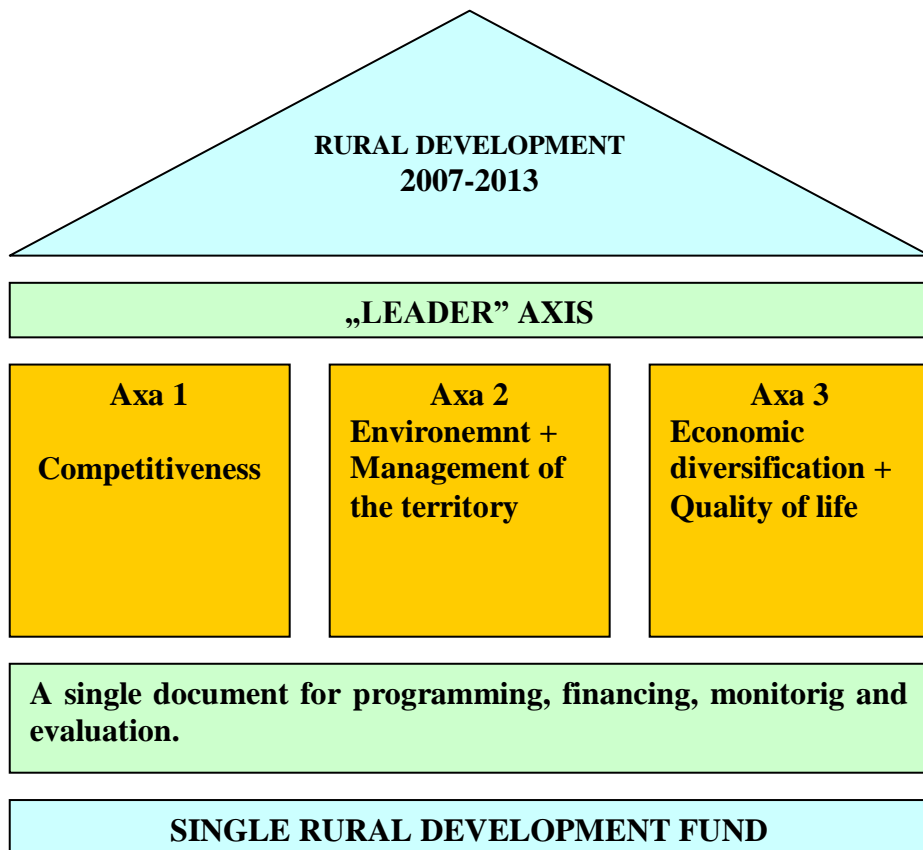 RURAL DEVELOPMENT
2007-2013
„LEADER” AXIS
Axa 1
Competitiveness
Axa 2
Environemnt +
Management of
the territory
Axa 3
Economic
diversification +
Quality of life
A single document for programming, financing, monitorig and
evaluation.
SINGLE RURAL DEVELOPMENT FUND